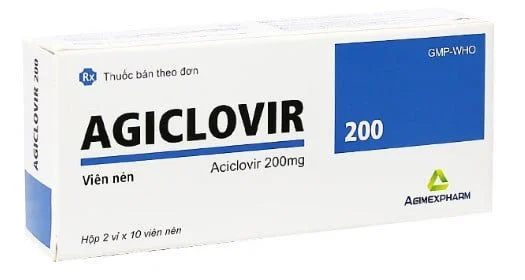 AGICLOVIR 200
Rx Thuốc bán theo đơn
GMP-WHO
AGICLOVIR
200
Aciclovir 200mg
Viên nén
AGIMEXPHARM
Hộp 2 vỉ x 10 viên nén